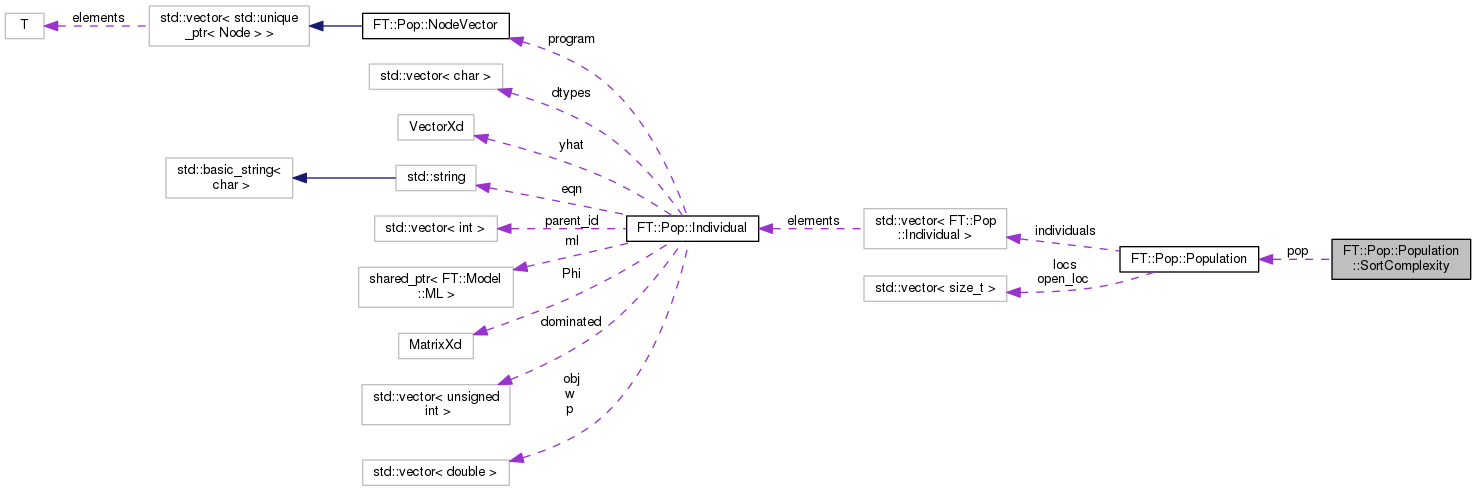 T
elements
std::vector< std::unique
_ptr< Node > >
FT::Pop::NodeVector
program
std::vector< char >
dtypes
VectorXd
yhat
std::basic_string<
char >
std::string
eqn
std::vector< int >
parent_id
ml
shared_ptr< FT::Model
::ML >
Phi
MatrixXd
dominated
std::vector< unsigned
int >
obj
w
p
std::vector< double >
FT::Pop::Individual
elements
std::vector< FT::Pop
::Individual >
individuals
locs
open_loc
std::vector< size_t >
FT::Pop::Population
pop
FT::Pop::Population
::SortComplexity